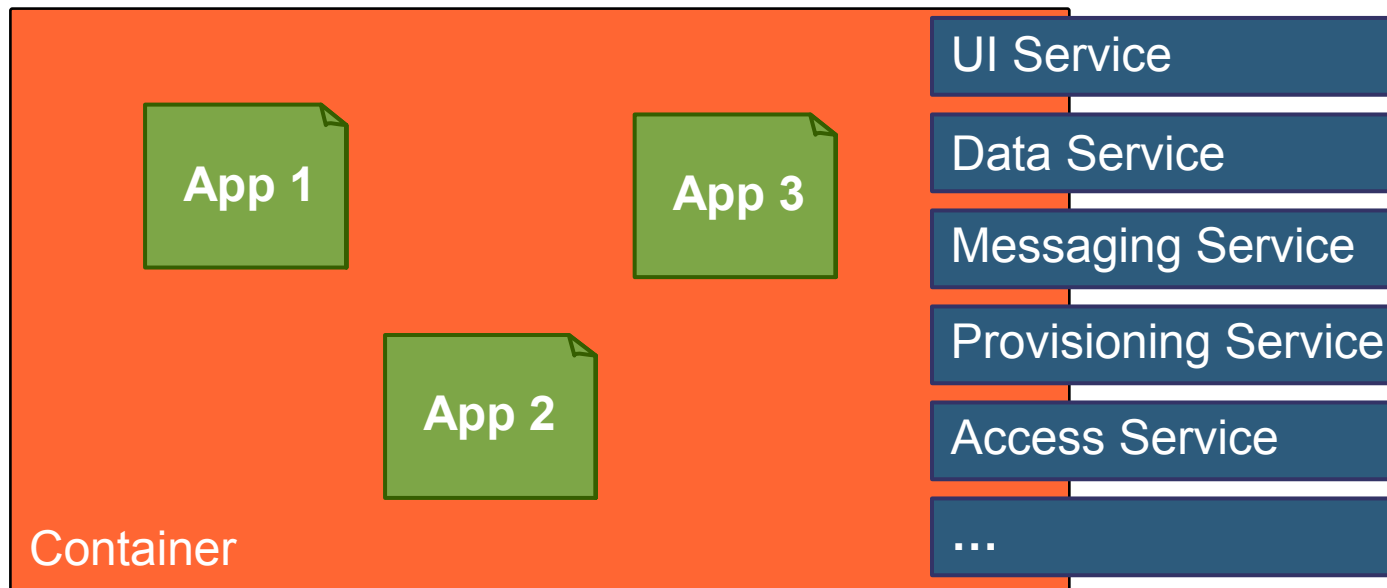 UI Service
Data Service
Messaging Service
Provisioning Service
Access Service
...
App 1
App 3
App 2
Container